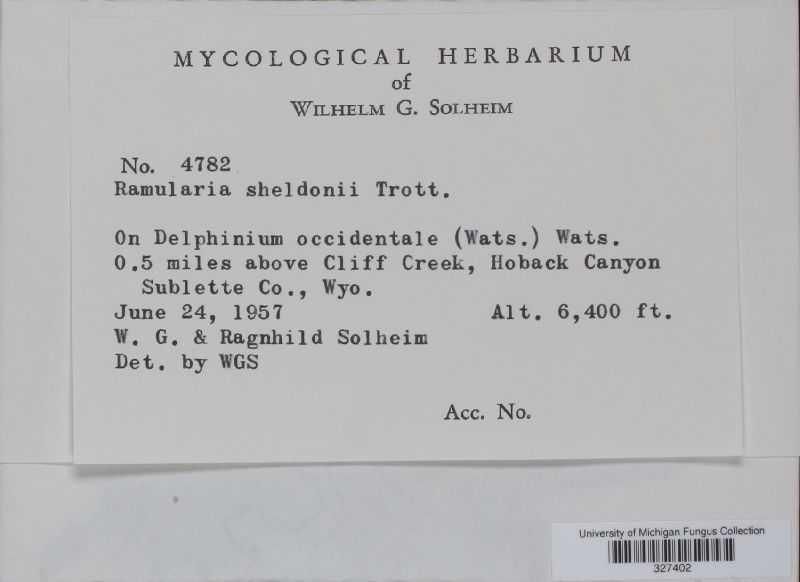 MYCOLOGICAL HERBARIUM
of
WILHELM G. SOLHEIM
No. 4782
Ramularia sheldonii Trott.
On Delphinium occidentale (Wats.) Wats.
0.5 miles above Cliff Creek, Hoback Canyon
Sublette Co., Wyo.
June 24, 1957 Alt. 6,400 ft.
W. G. & Ragnhild Solheim
Det. by WGS
Acc. No.
University of Michigan Fungus Collection
327402